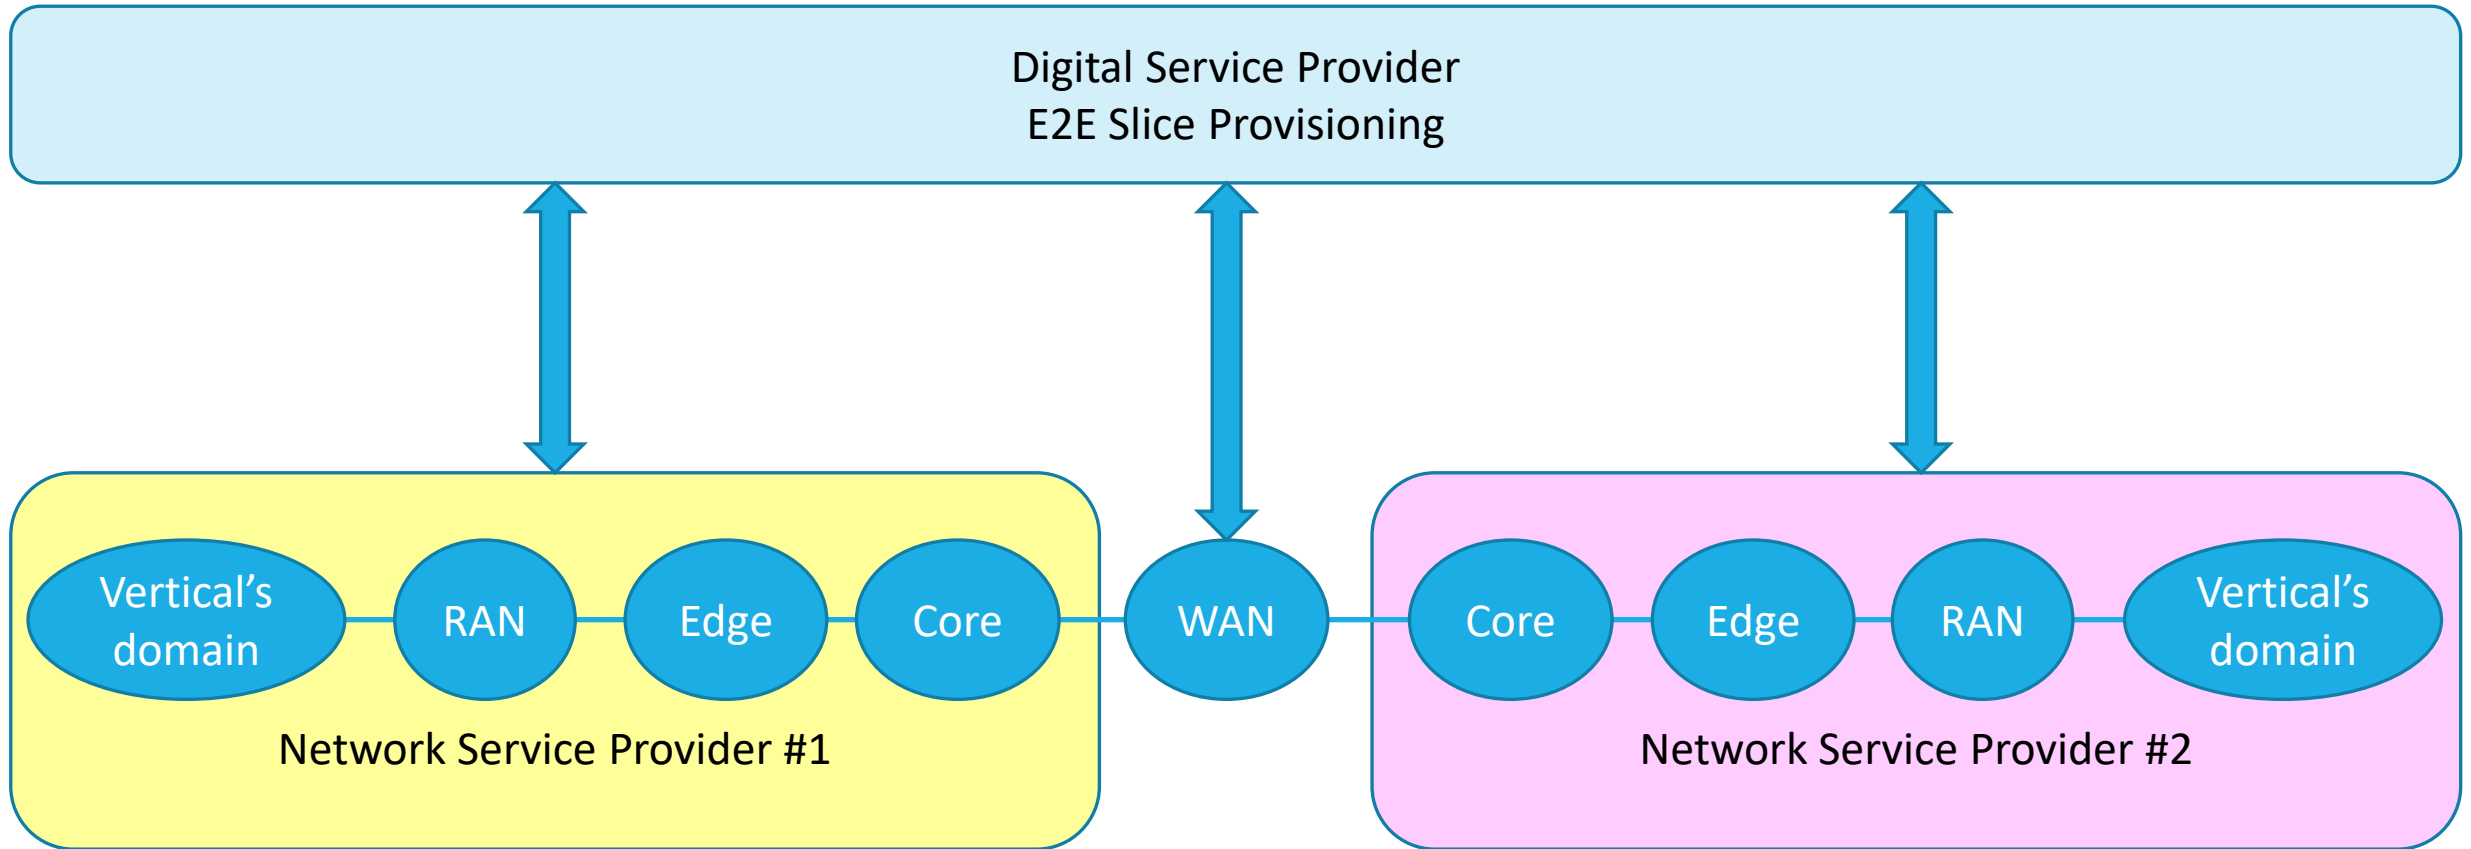 Digital Service Provider
E2E Slice Provisioning
Vertical’s
domain
RAN
Edge
Core
WAN
Core
Edge
RAN
Vertical’s
domain
Network Service Provider #1
Network Service Provider #2